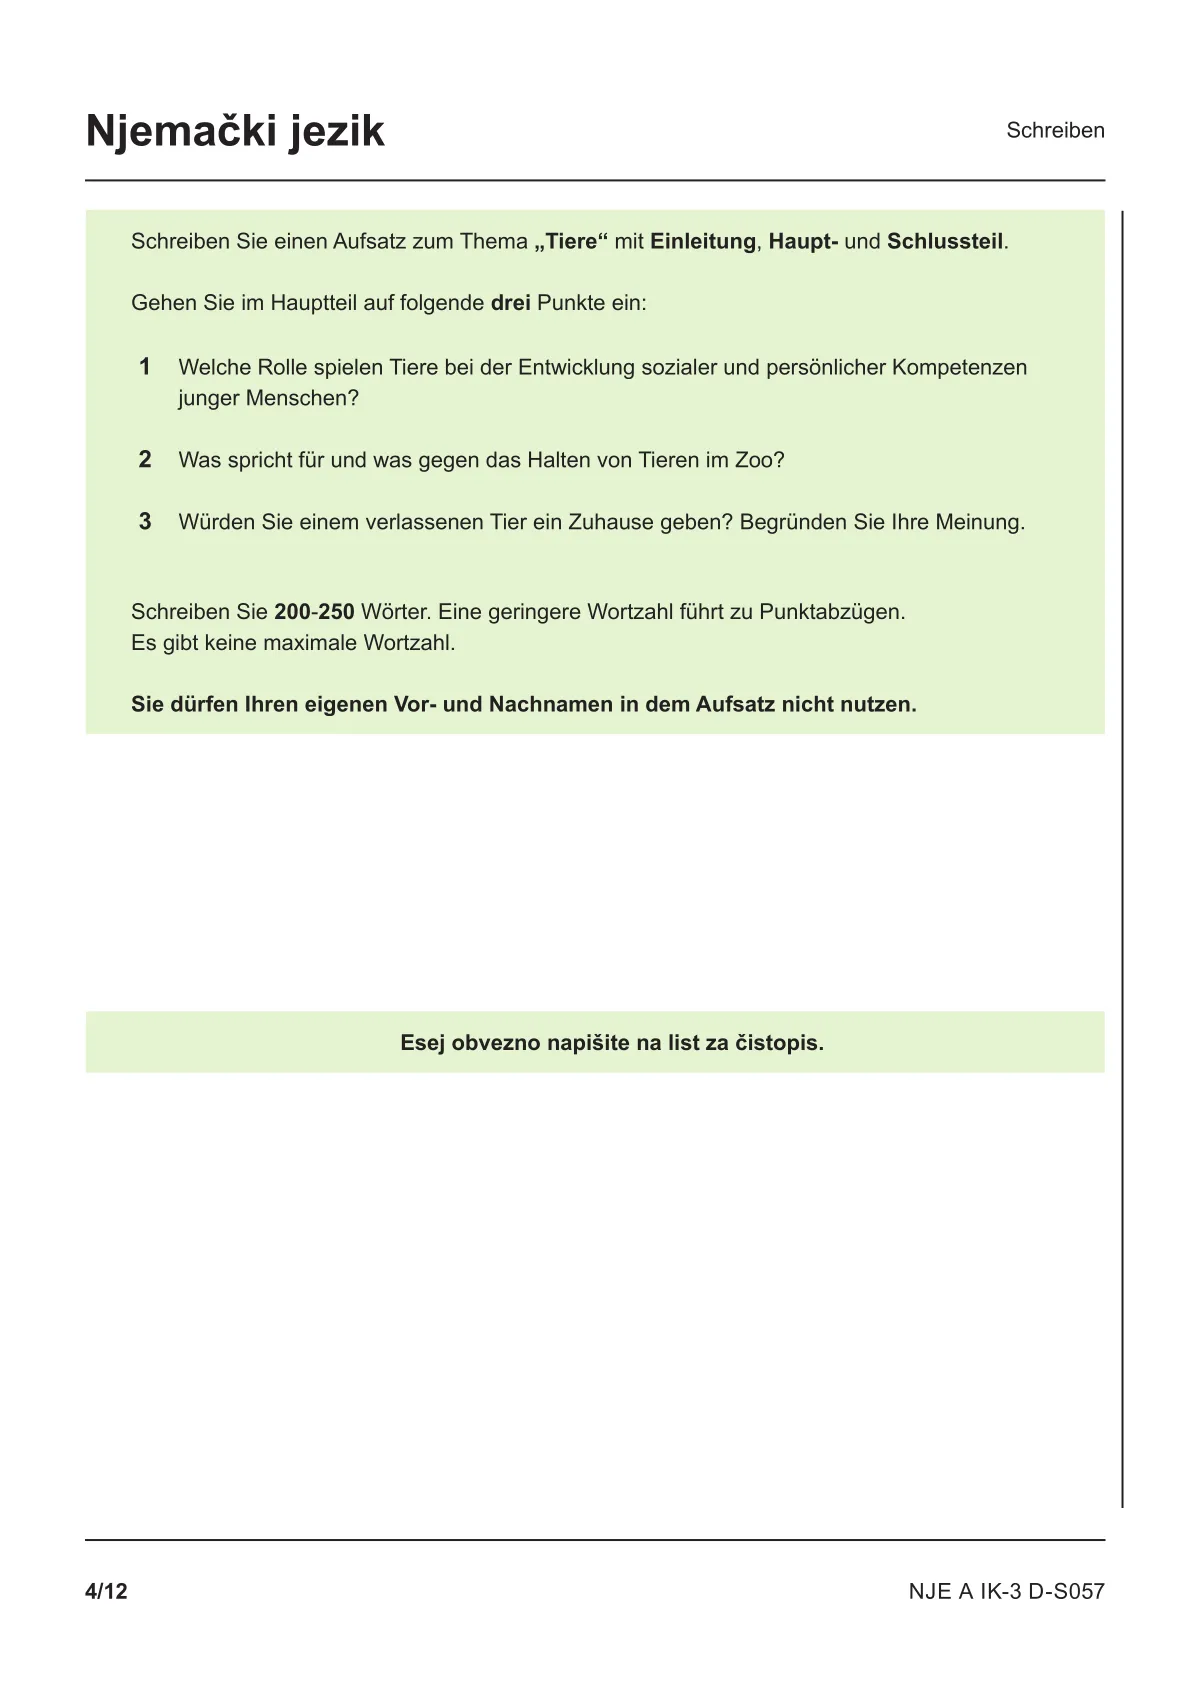 Njemački jezik
Schreiben
Schreiben Sie einen Aufsatz zum Thema „Tiere“ mit Einleitung, Haupt- und Schlussteil.
Gehen Sie im Hauptteil auf folgende drei Punkte ein:
1 Welche Rolle spielen Tiere bei der Entwicklung sozialer und persönlicher Kompetenzen
junger Menschen?
2 Was spricht für und was gegen das Halten von Tieren im Zoo?
3 Würden Sie einem verlassenen Tier ein Zuhause geben? Begründen Sie Ihre Meinung.
Schreiben Sie 200-250 Wörter. Eine geringere Wortzahl führt zu Punktabzügen.
Es gibt keine maximale Wortzahl.
Sie dürfen Ihren eigenen Vor- und Nachnamen in dem Aufsatz nicht nutzen.
Esej obvezno napišite na list za čistopis.
4/12
NJE A IK-3 D-S057